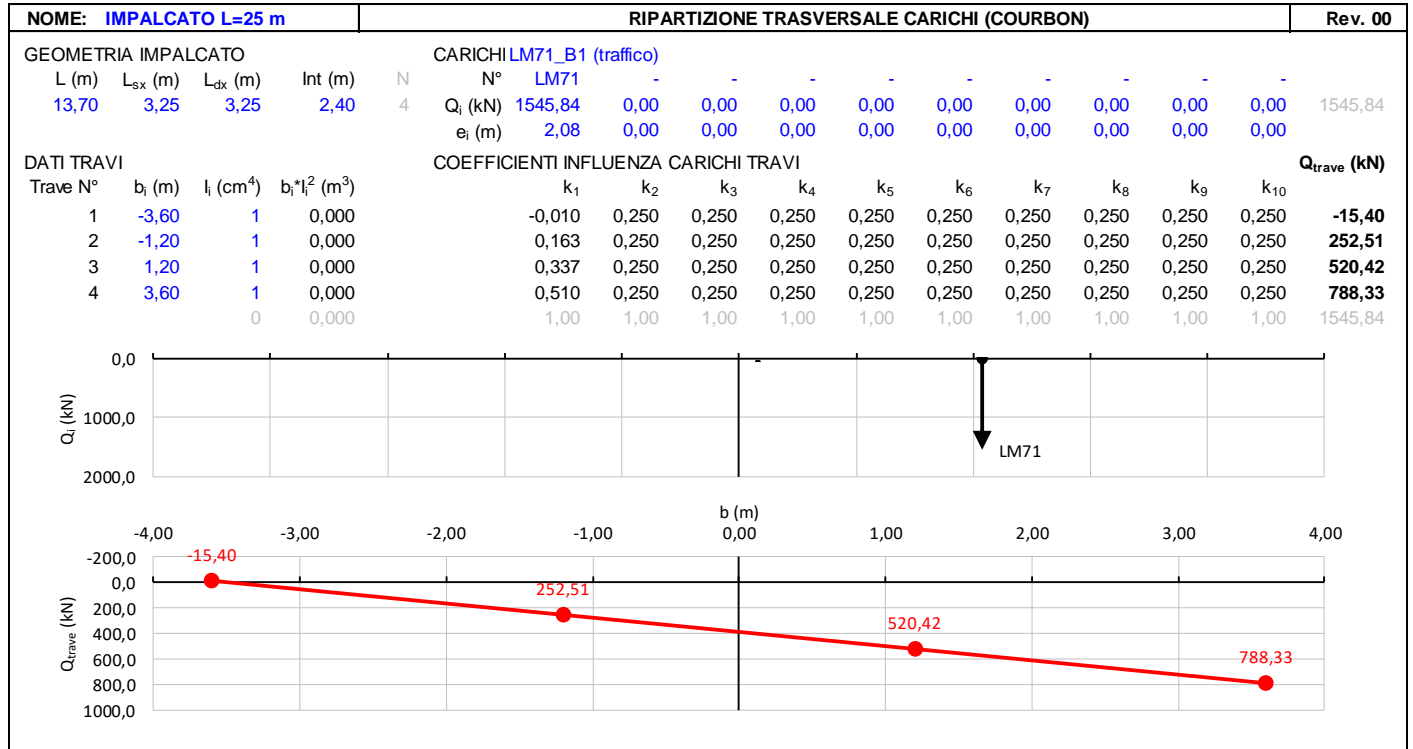 NOME: IMPALCATO L=25 m RIPARTIZIONE TRASVERSALE CARICHI (COURBON) Rev. 00
GEOMETRIA IMPALCATO CARICHI LM71_B1 (traffico)
L (m) Lsx (m) Ldx (m) Int (m) N N° LM71 - - - - - - - - -
13,70 3,25 3,25 2,40 4 Qi (kN) 1545,84 0,00 0,00 0,00 0,00 0,00 0,00 0,00 0,00 0,00 1545,84
ei (m) 2,08 0,00 0,00 0,00 0,00 0,00 0,00 0,00 0,00 0,00
DATI TRAVI COEFFICIENTI INFLUENZA CARICHI TRAVI Qtrave (kN)
Trave N° bi (m) Ii (cm4) bi*Ii2 (m3) k1 k2 k3 k4 k5 k6 k7 k8 k9 k10
1 -3,60 1 0,000 -0,010 0,250 0,250 0,250 0,250 0,250 0,250 0,250 0,250 0,250 -15,40
2 -1,20 1 0,000 0,163 0,250 0,250 0,250 0,250 0,250 0,250 0,250 0,250 0,250 252,51
3 1,20 1 0,000 0,337 0,250 0,250 0,250 0,250 0,250 0,250 0,250 0,250 0,250 520,42
4 3,60 1 0,000 0,510 0,250 0,250 0,250 0,250 0,250 0,250 0,250 0,250 0,250 788,33
0 0,000 1,00 1,00 1,00 1,00 1,00 1,00 1,00 1,00 1,00 1,00 1545,84
0,0
-
Qi (kN)
1000,0
LM71
2000,0
b (m)
-4,00 -3,00 -2,00 -1,00 0,00 1,00 2,00 3,00 4,00
-200,0
-15,40
0,0
252,51
200,0
Qtrave (kN)
520,42
400,0
600,0
788,33
800,0
1000,0